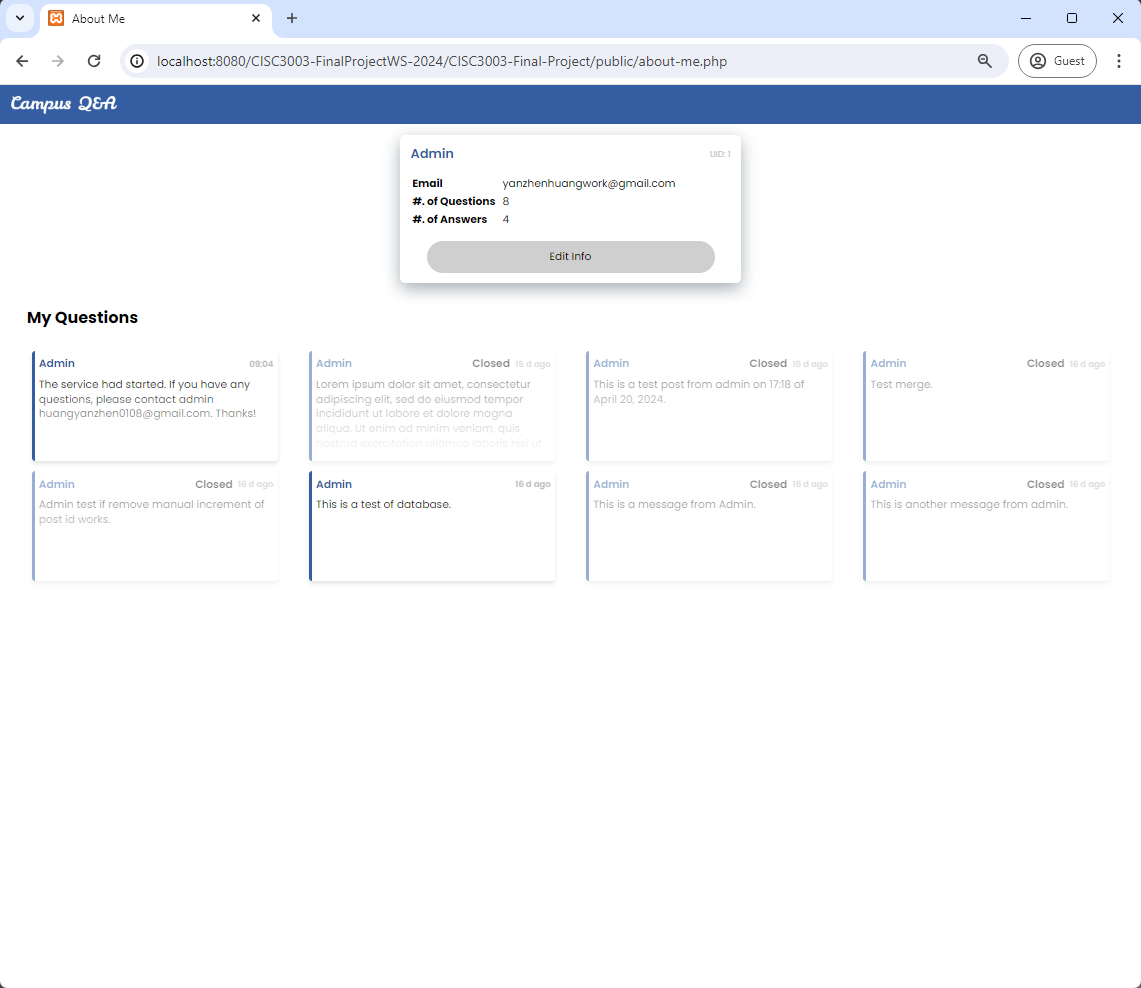 About Me
localhost:8080/CISC3003-FinalProjectWS-2024/CISC3003-Final-Project/public/about-me.php
Guest
Campus Q&A
Admin UID: 1
Email yanzhenhuangwork@gmail.com
#. of Questions 8
#. of Answers 4
Edit Info
My Questions
Admin 09:04
The service had started. If you have any
questions, please contact admin
huangyanzhen0108@gmail.com. Thanks!
Admin Closed 15 d ago
Lorem ipsum dolor sit amet, consectetur
adipiscing elit, sed do eiusmod tempor
incididunt ut labore et dolore magna
aliqua. Ut enim ad minim veniam, quis
nostrud exercitation ullamco laboris nisi ut
Admin Closed 15 d ago
This is a test post from admin on 17:18 of
April 20, 2024.
Admin Closed 16 d ago
Test merge.
Admin Closed 16 d ago
Admin test if remove manual increment of
post id works.
Admin 16 d ago
This is a test of database.
Admin Closed 16 d ago
This is a message from Admin.
Admin Closed 16 d ago
This is another message from admin.